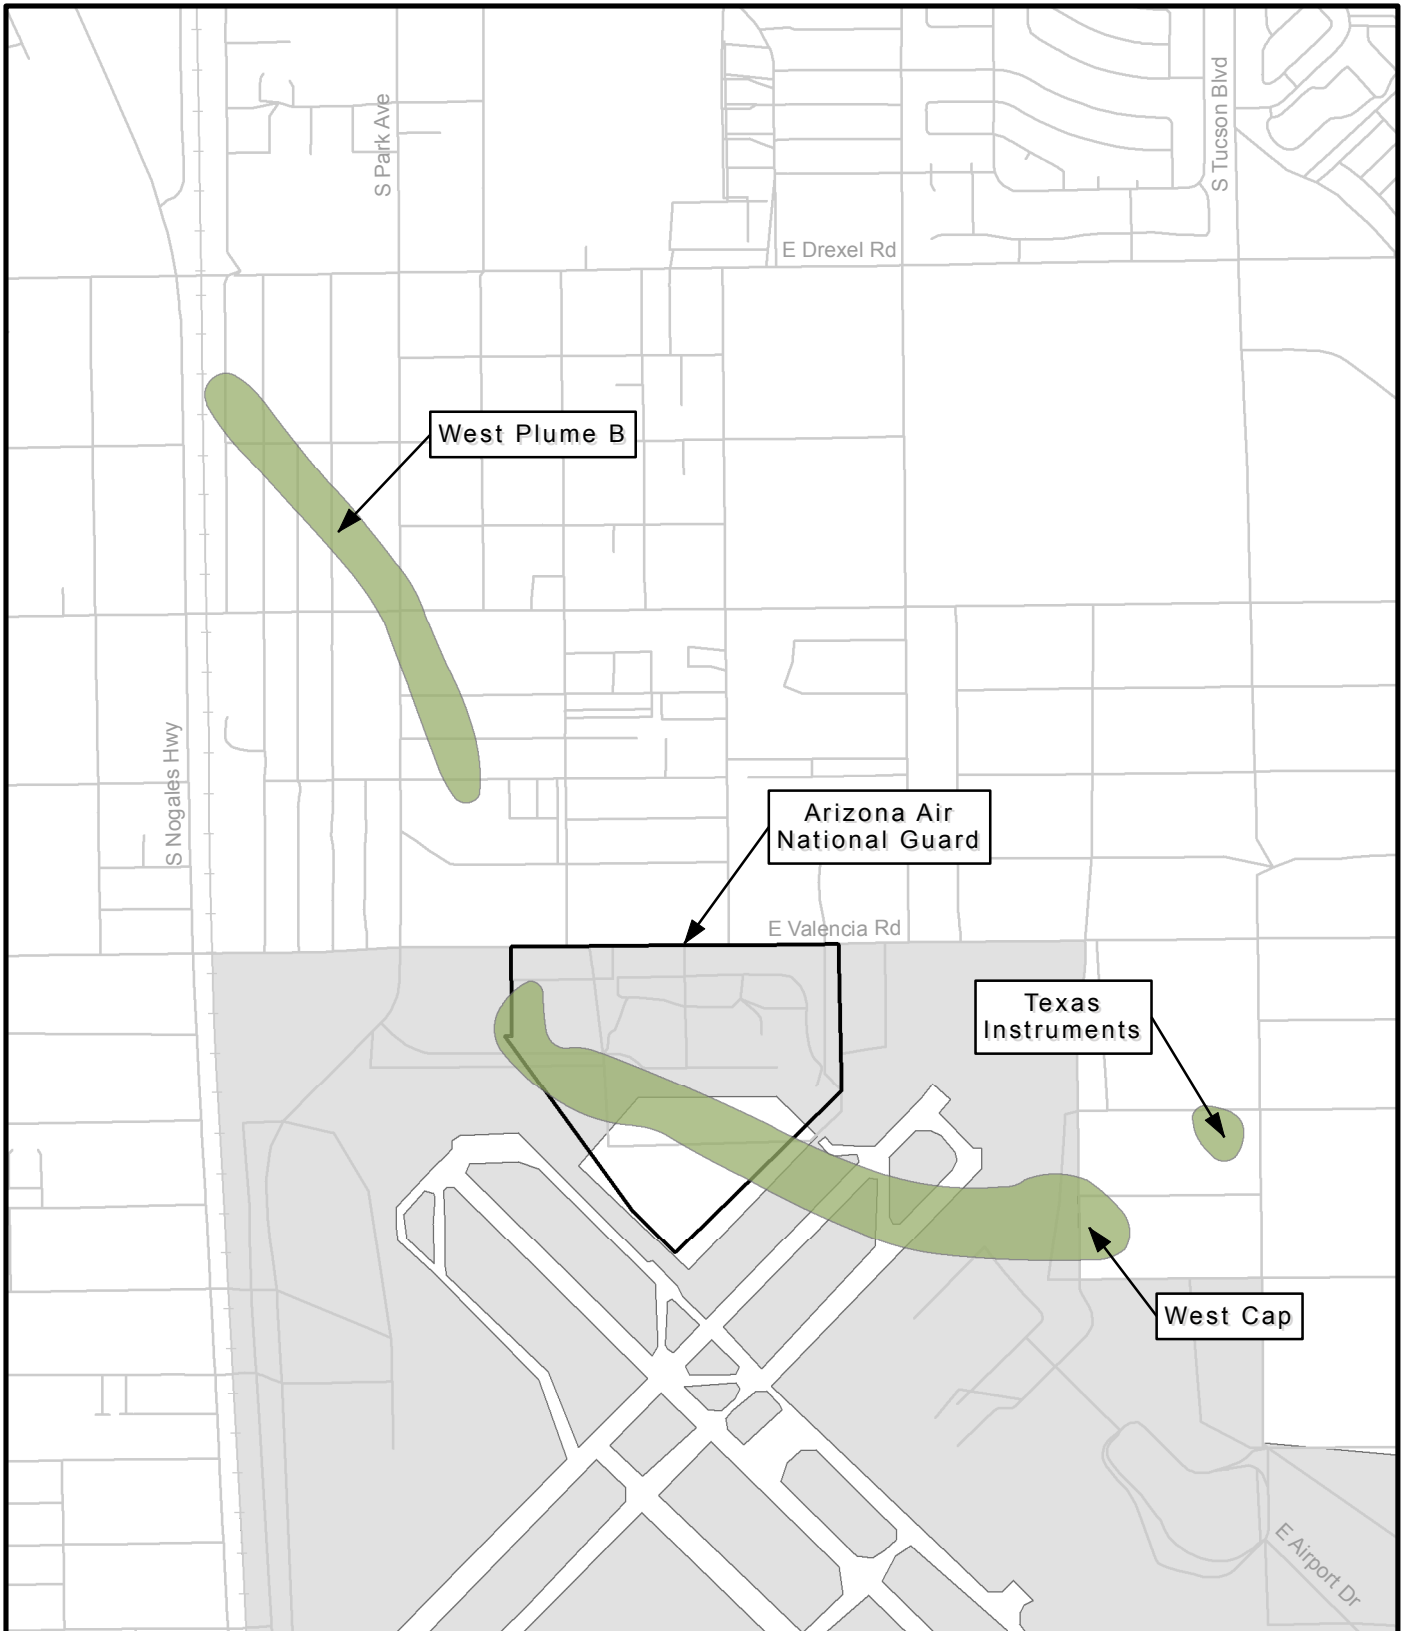 S Park Ave
S Tucson Blvd
E Drexel Rd
West Plume B
S Nogales Hwy
Arizona Air
National Guard
E Valencia Rd
Texas
Instruments
West Cap
E Airport Dr